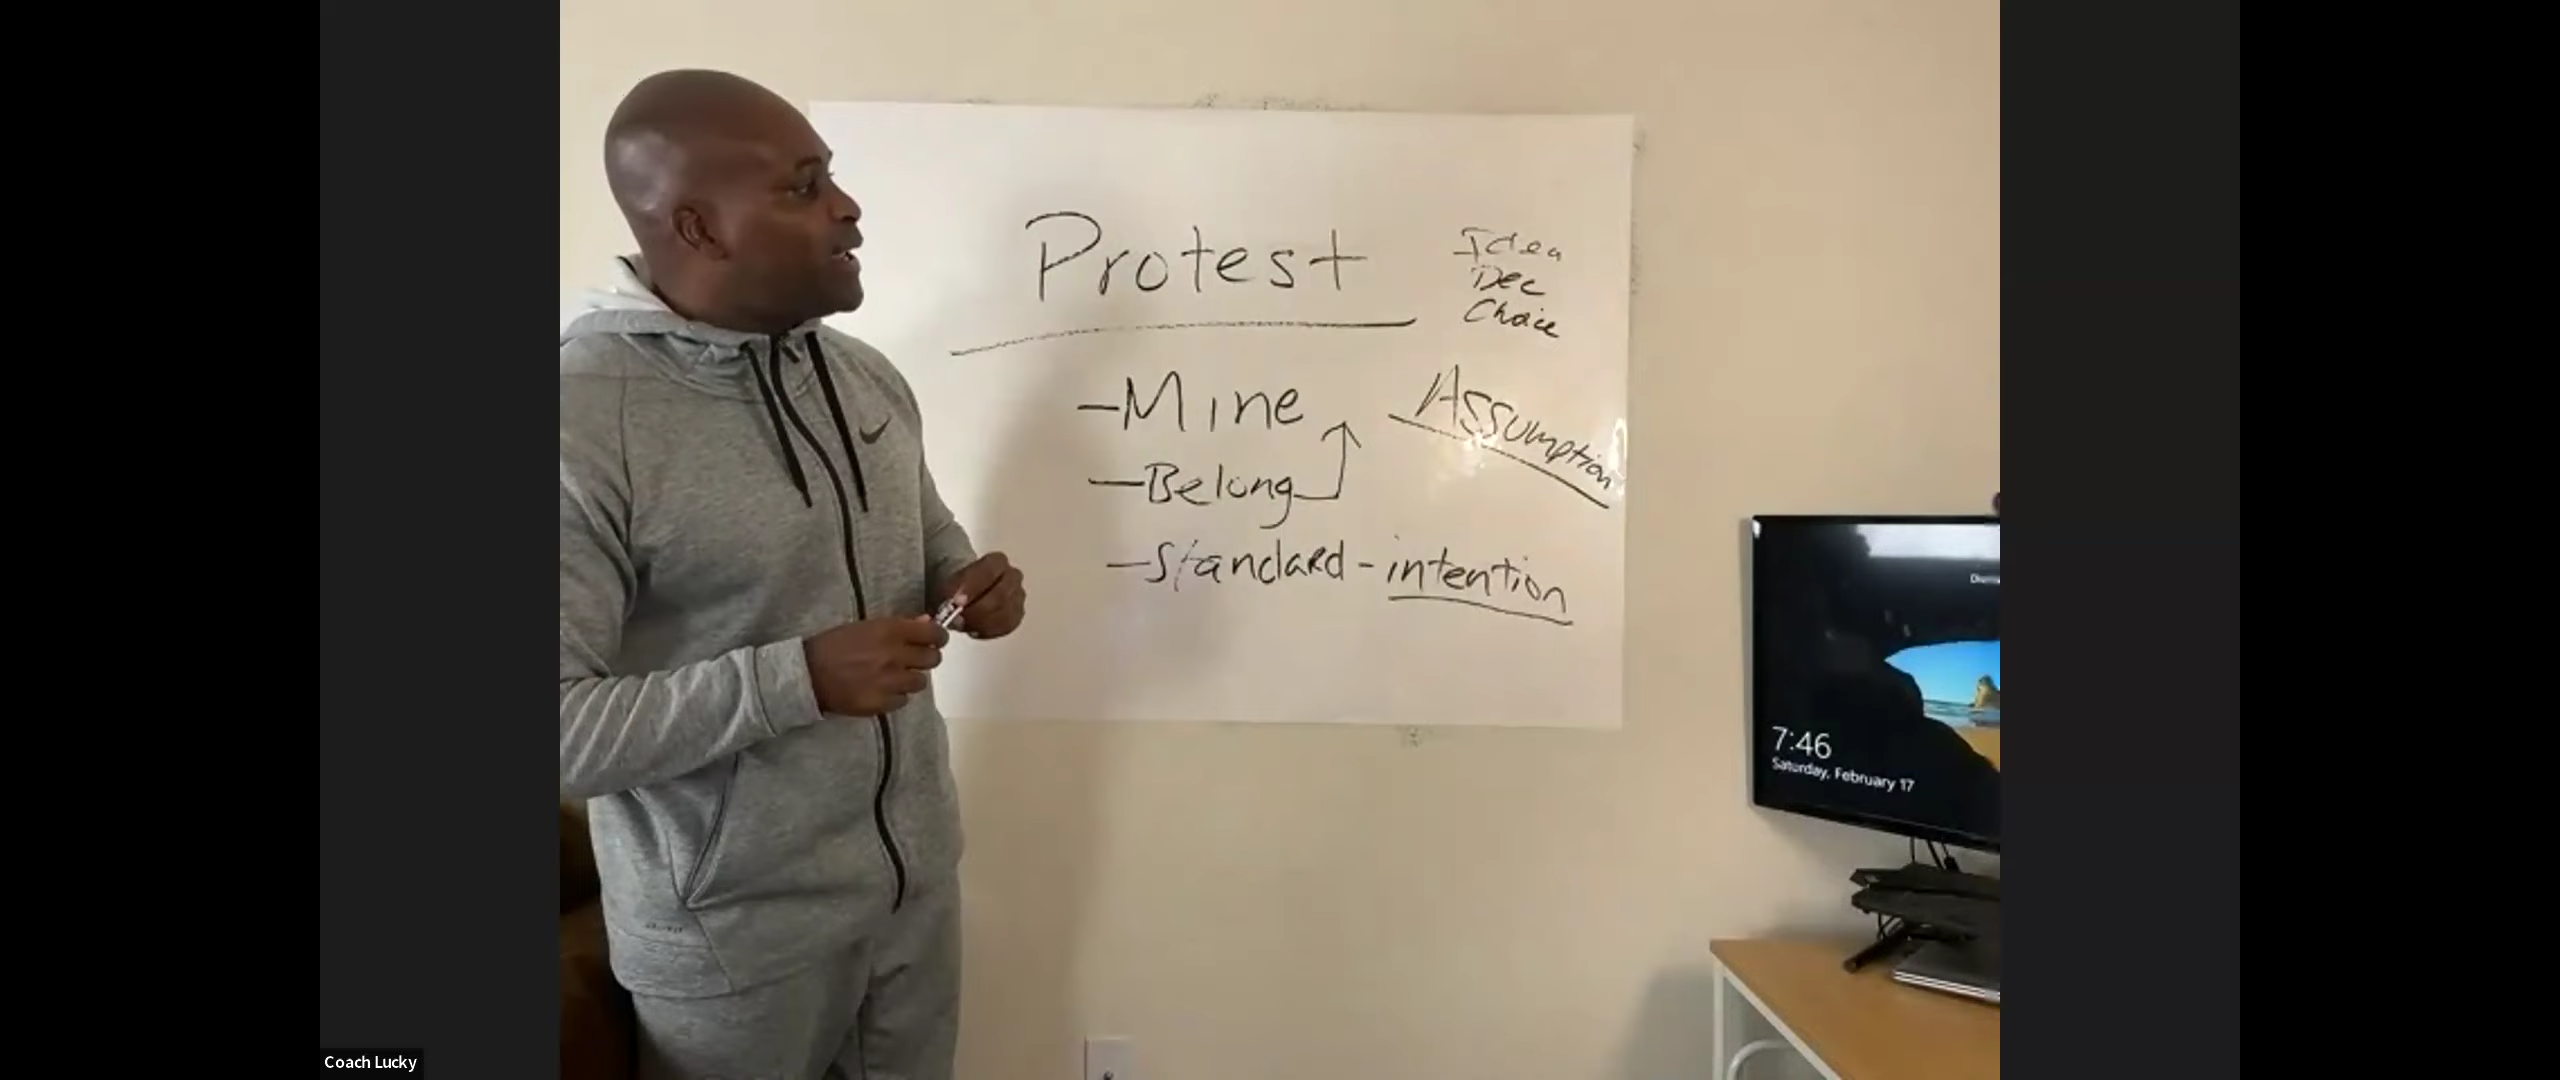 Protest
Idea
Dec
Choice
-Mine
Assumption
-Belong
-Standard - intention
7:46
Saturday, February 17
Coach Lucky